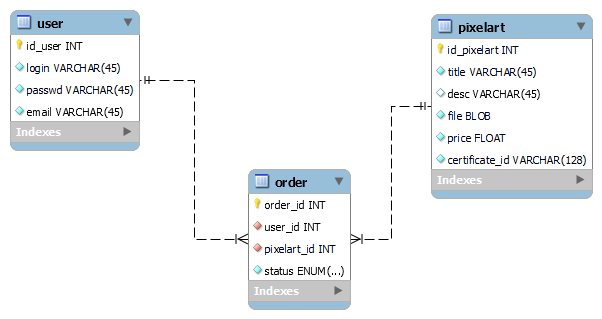 user
id_user INT
login VARCHAR(45)
passwd VARCHAR(45)
email VARCHAR(45)
Indexes
pixelart
id_pixelart INT
title VARCHAR(45)
desc VARCHAR(45)
file BLOB
price FLOAT
certificate_id VARCHAR(128)
Indexes
order
order_id INT
user_id INT
pixelart_id INT
status ENUM(...)
Indexes